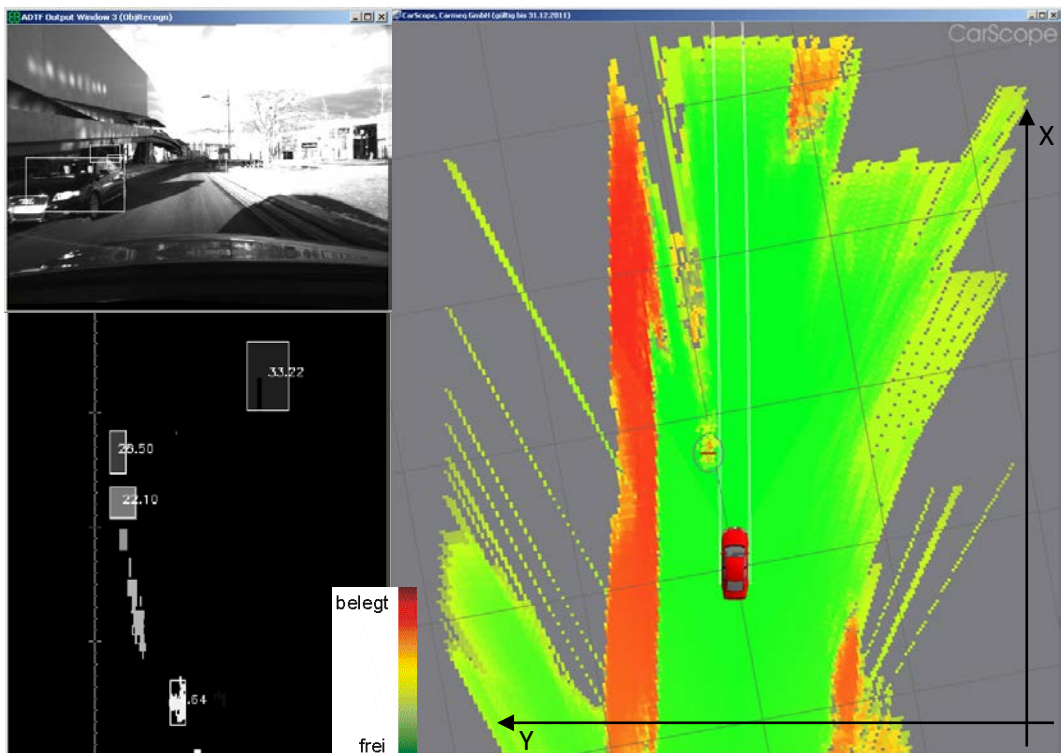 ADTF Output Window 3 (ObjRecogn)
CarScope, Carmeq GmbH (gültig bis 31.12.2011)
CarScope
X
33.22
28.50
22.10
.64
belegt
frei
Y